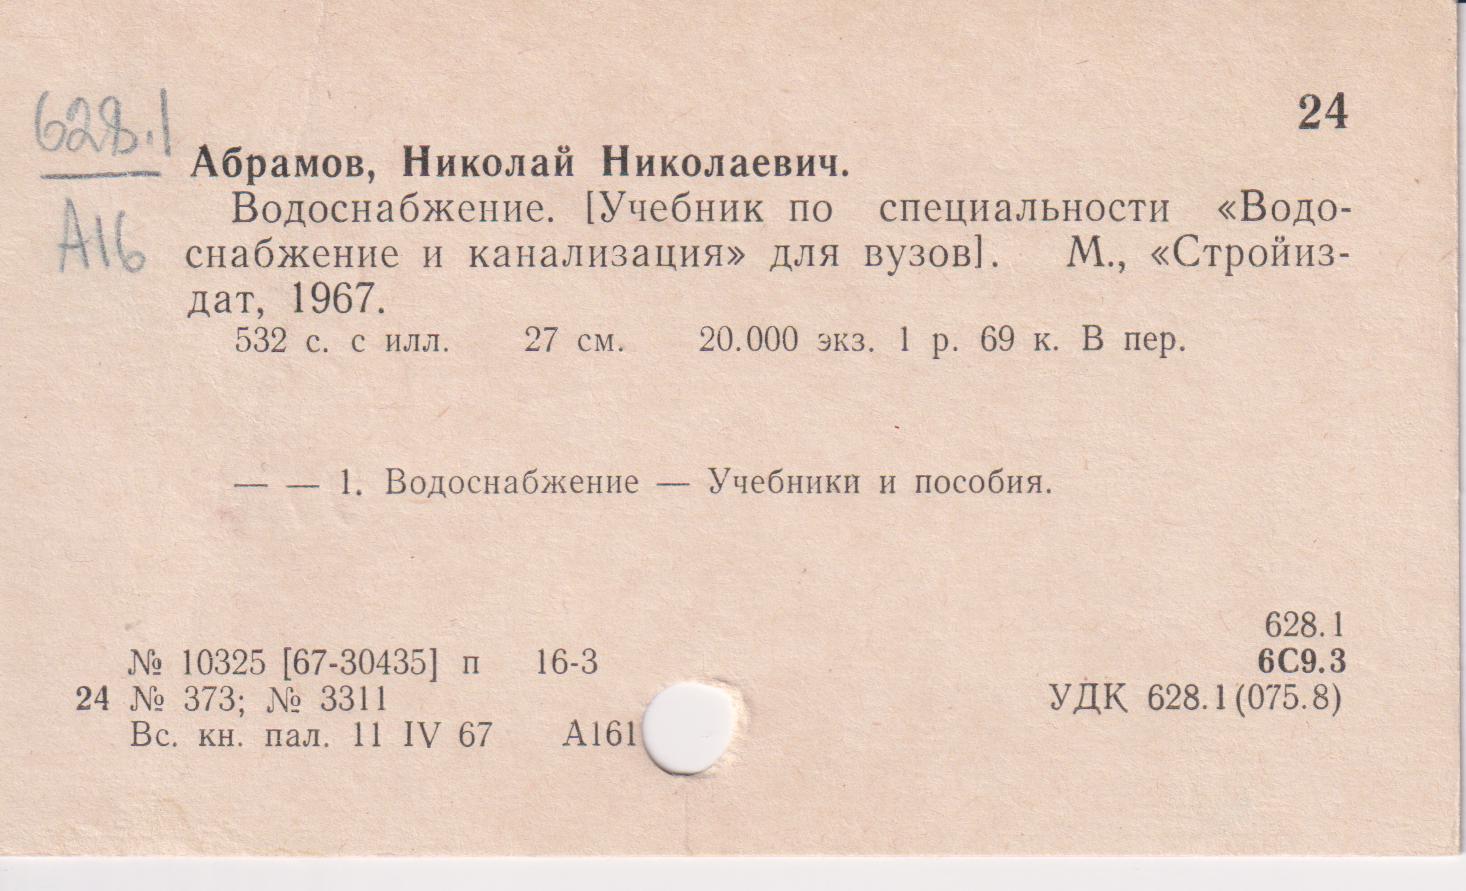 24
628.1
А16
Абрамов, Николай Николаевич.
Водоснабжение. [Учебник по специальности «Водо-
снабжение и канализация» для вузов]. М., «Стройиз-
дат, 1967.
532 с. с илл. 27 см. 20.000 экз. 1 р. 69 к. В пер.
— — 1. Водоснабжение — Учебники и пособия.
628.1
№ 10325 [67-30435] п 16-3 6С9.3
24 № 373; № 3311 УДК 628.1(075.8)
Вс. кн. пал. 11 IV 67 А161